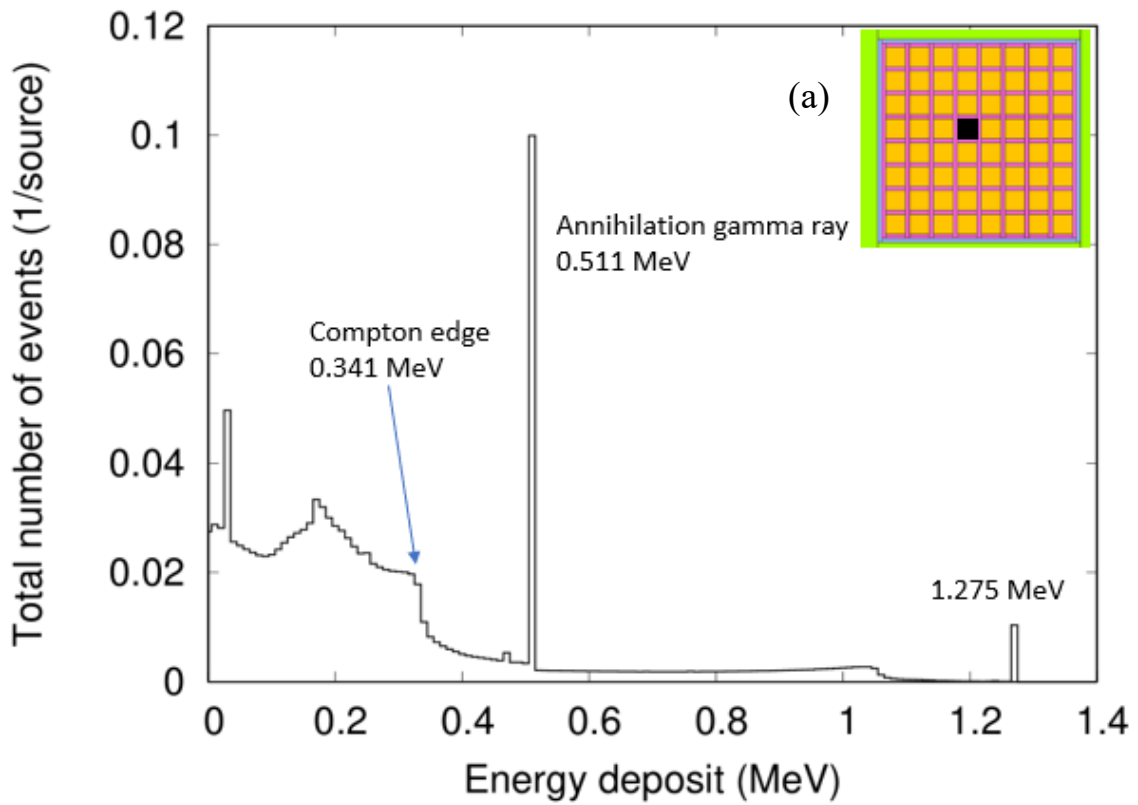 0.12
0.1
0.08
0.06
0.04
0.02
0
Total number of events (1/source)
(a)
Annihilation gamma ray
0.511 MeV
Compton edge
0.341 MeV
1.275 MeV
0 0.2 0.4 0.6 0.8 1 1.2 1.4
Energy deposit (MeV)